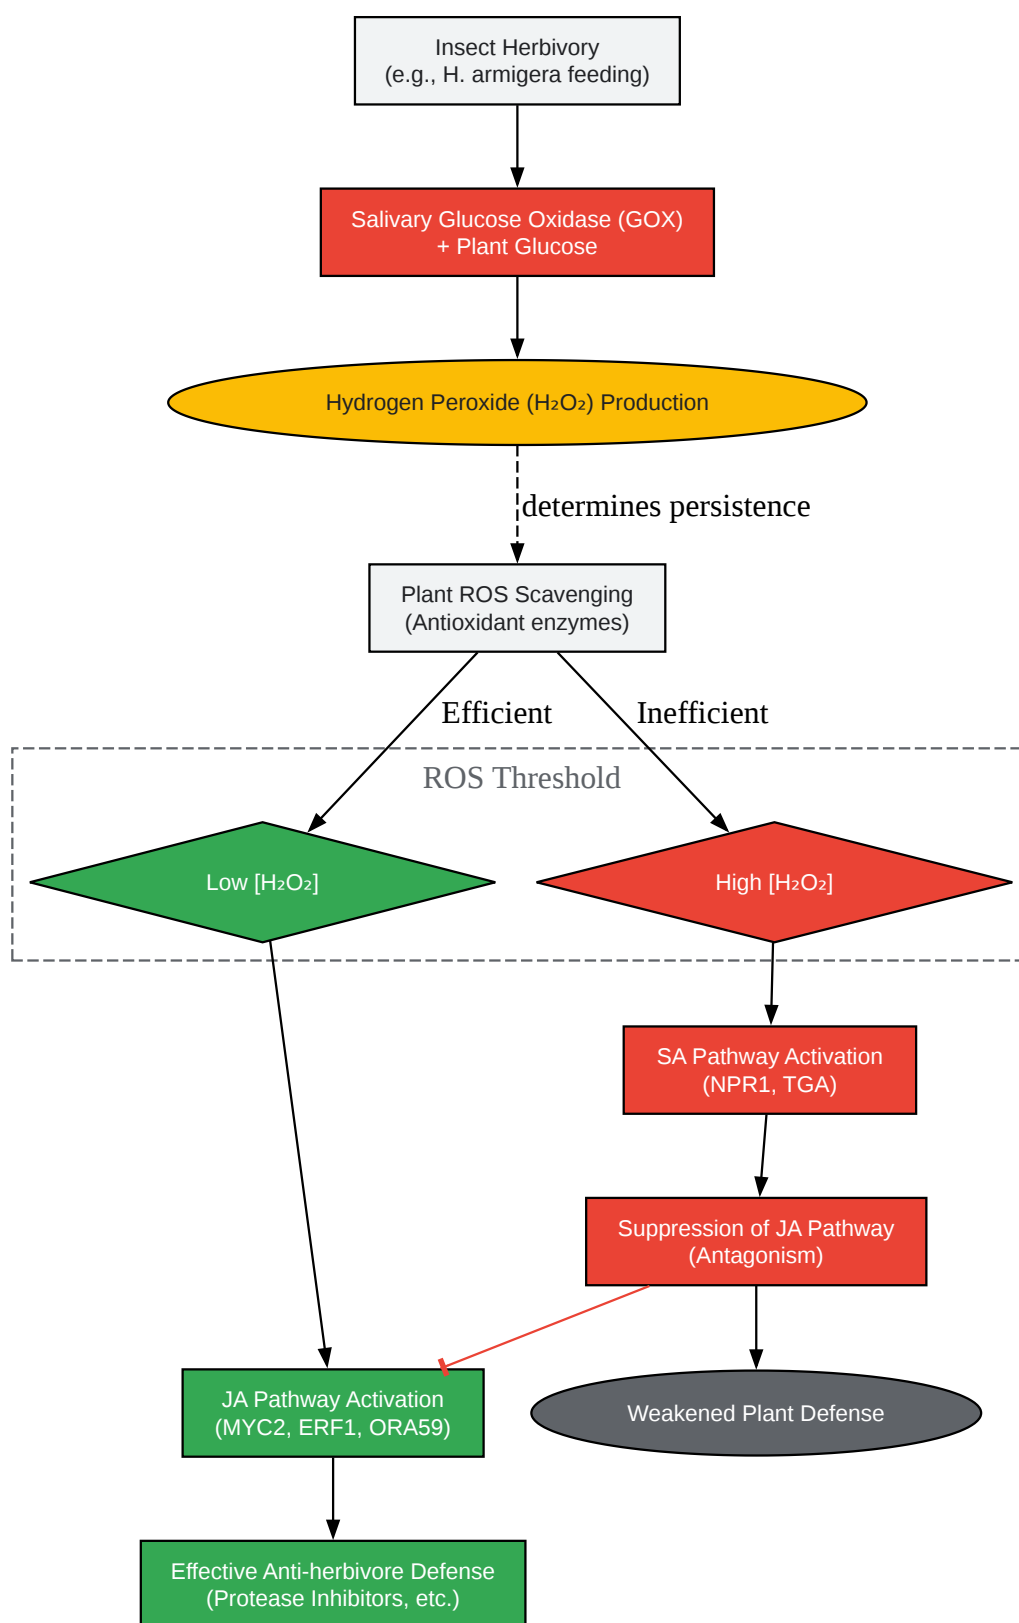 Insect Herbivory
(e.g., H. armigera feeding)
Salivary Glucose Oxidase (GOX)
+ Plant Glucose
Hydrogen Peroxide (H₂O₂) Production
determines persistence
Plant ROS Scavenging
(Antioxidant enzymes)
Efficient
Inefficient
ROS Threshold
Low [H₂O₂]
High [H₂O₂]
SA Pathway Activation
(NPR1, TGA)
Suppression of JA Pathway
(Antagonism)
JA Pathway Activation
(MYC2, ERF1, ORA59)
Weakened Plant Defense
Effective Anti-herbivore Defense
(Protease Inhibitors, etc.)